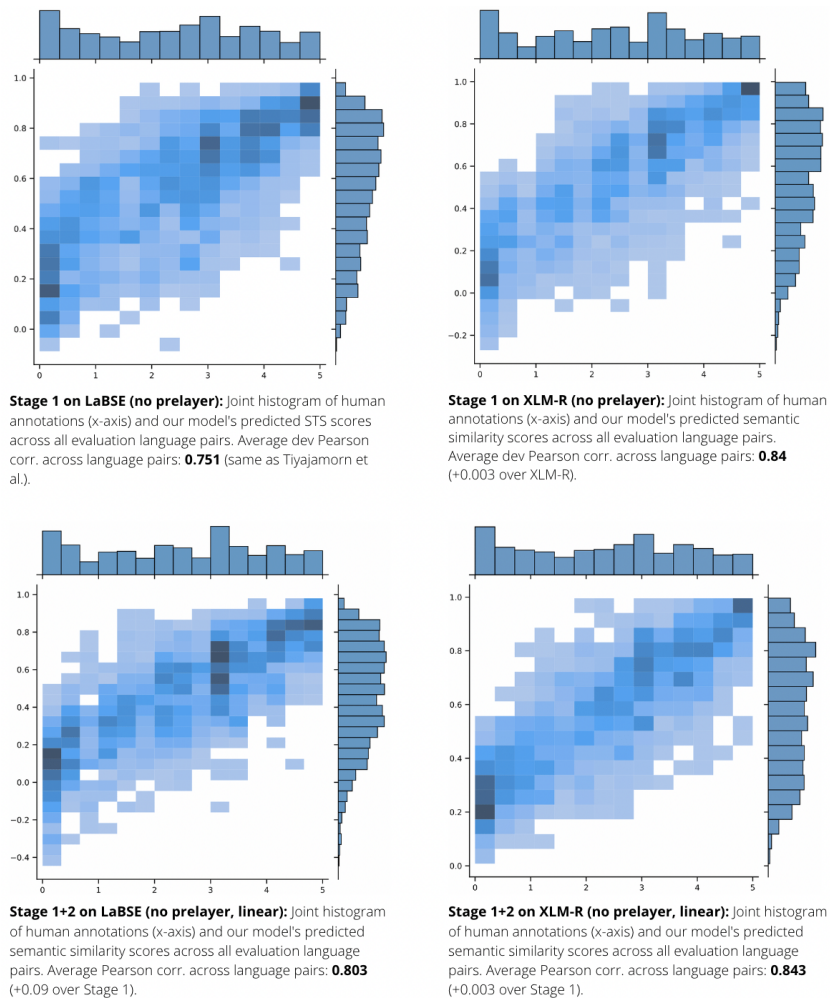 1.0
0.8
0.6
0.4
0.2
0.0
0 1 2 3 4 5
Stage 1 on LaBSE (no prelayer): Joint histogram of human
annotations (x-axis) and our model's predicted STS scores
across all evaluation language pairs. Average dev Pearson
corr. across language pairs: 0.751 (same as Tiyajamorn et
al.).
1.0
0.8
0.6
0.4
0.2
0.0
−0.2
0 1 2 3 4 5
Stage 1 on XLM-R (no prelayer): Joint histogram of human
annotations (x-axis) and our model's predicted semantic
similarity scores across all evaluation language pairs.
Average dev Pearson corr. across language pairs: 0.84
(+0.003 over XLM-R).
1.0
0.8
0.6
0.4
0.2
0.0
−0.2
−0.4
0 1 2 3 4 5
Stage 1+2 on LaBSE (no prelayer, linear): Joint histogram
of human annotations (x-axis) and our model's predicted
semantic similarity scores across all evaluation language
pairs. Average Pearson corr. across language pairs: 0.803
(+0.09 over Stage 1).
1.0
0.8
0.6
0.4
0.2
0.0
0 1 2 3 4 5
Stage 1+2 on XLM-R (no prelayer, linear): Joint histogram
of human annotations (x-axis) and our model's predicted
semantic similarity scores across all evaluation language
pairs. Average Pearson corr. across language pairs: 0.843
(+0.003 over Stage 1).